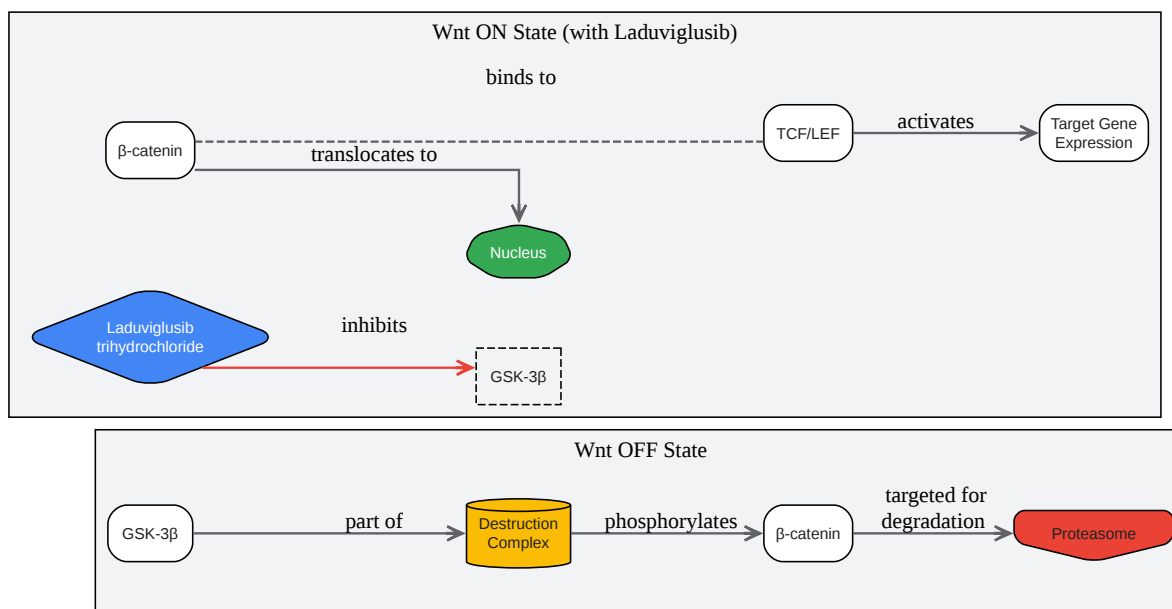 Wnt ON State (with Laduviglusib)
binds to
β-catenin
TCF/LEF
activates
Target Gene
Expression
translocates to
Nucleus
Laduviglusib
trihydrochloride
inhibits
GSK-3β
Wnt OFF State
GSK-3β
part of
Destruction
Complex
phosphorylates
β-catenin
targeted for
degradation
Proteasome